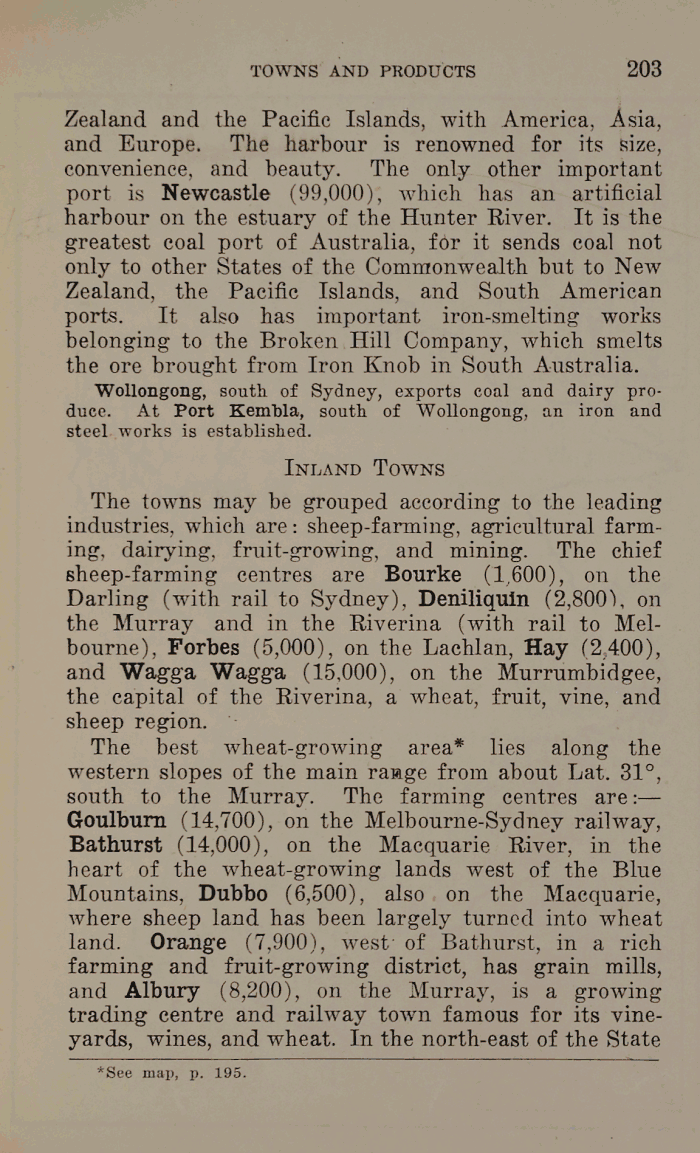 TOWNS AND PRODUCTS 203
Zealand and the Pacific Islands, with America, Asia,
and Europe. The harbour is renowned for its size,
convenience, and beauty. The only other important
port is Newcastle (99,000), which has an artificial
harbour on the estuary of the Hunter River. It is the
greatest coal port of Australia, for it sends coal not
only to other States of the Commonwealth but to New
Zealand, the Pacific Islands, and South American
ports. It also has important iron-smelting works
belonging to the Broken Hill Company, which smelts
the ore brought from Iron Knob in South Australia.
Wollongong, south of Sydney, exports coal and dairy pro-
duce. At Port Kembla, south of Wollongong, an iron and
steel works is established.
INLAND TOWNS
The towns may be grouped according to the leading
industries, which are: sheep-farming, agricultural farm-
ing, dairying, fruit-growing, and mining. The chief
sheep-farming centres are Bourke (1,600), on the
Darling (with rail to Sydney), Deniliquin (2,800), on
the Murray and in the Riverina (with rail to Mel-
bourne), Forbes (5,000), on the Lachlan, Hay (2,400),
and Wagga Wagga (15,000), on the Murrumbidgee,
the capital of the Riverina, a wheat, fruit, vine, and
sheep region.
The best wheat-growing area* lies along the
western slopes of the main range from about Lat. 31°,
south to the Murray. The farming centres are:—
Goulburn (14,700), on the Melbourne-Sydney railway,
Bathurst (14,000), on the Macquarie River, in the
heart of the wheat-growing lands west of the Blue
Mountains, Dubbo (6,500), also on the Macquarie,
where sheep land has been largely turned into wheat
land. Orange (7,900), west of Bathurst, in a rich
farming and fruit-growing district, has grain mills,
and Albury (8,200), on the Murray, is a growing
trading centre and railway town famous for its vine-
yards, wines, and wheat. In the north-east of the State
*See map, p. 195.